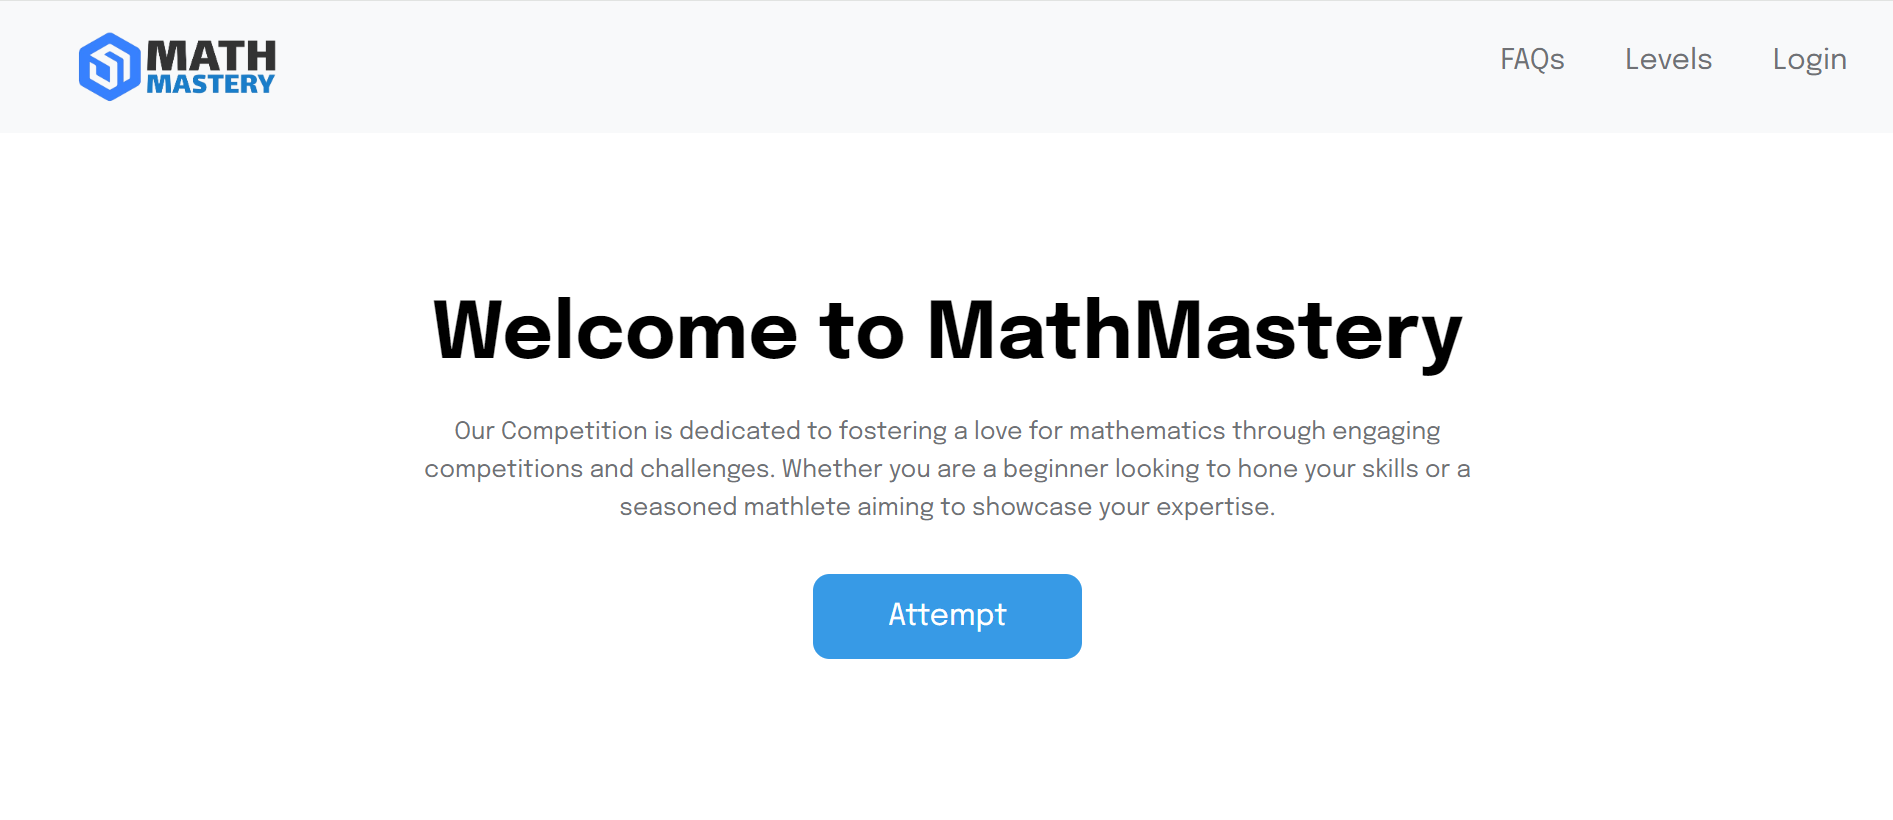 MATH
MASTERY
FAQs
Levels
Login
Welcome to MathMastery
Our Competition is dedicated to fostering a love for mathematics through engaging
competitions and challenges. Whether you are a beginner looking to hone your skills or a
seasoned mathlete aiming to showcase your expertise.
Attempt